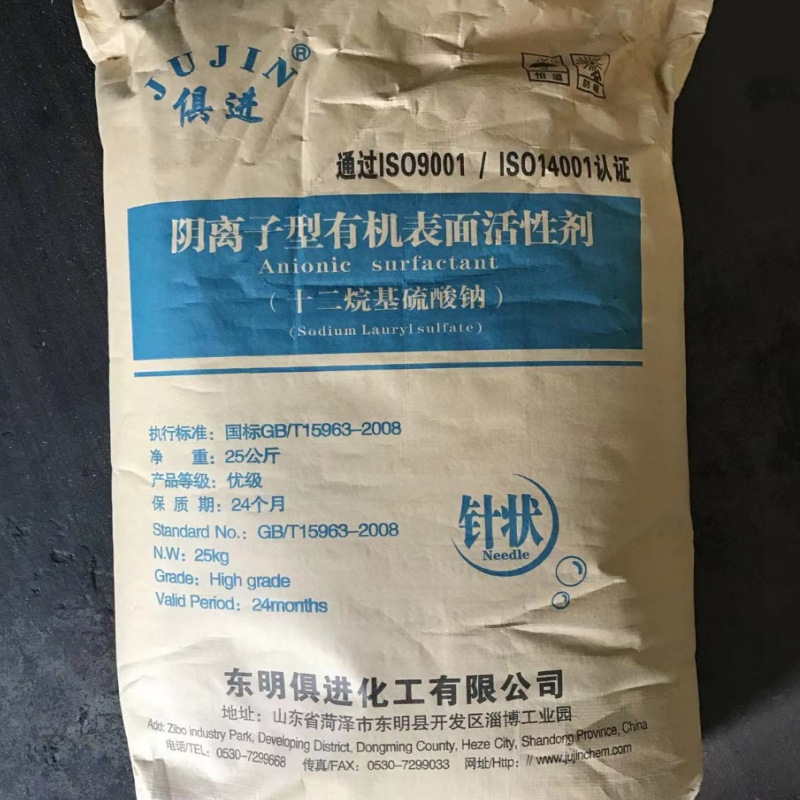 JUJIN®
俱进
怕湿
防晒
通过ISO9001 / ISO14001认证
阴离子型有机表面活性剂
Anionic surfactant
（十二烷基硫酸钠）
(Sodium Lauryl sulfate)
执行标准：国标GB/T15963-2008
净 重：25公斤
产品等级：优级
保 质 期：24个月
Standard No.: GB/T15963-2008
N.W: 25kg
Grade: High grade
Valid Period: 24months
针状
Needle
东明俱进化工有限公司
地址：山东省菏泽市东明县开发区淄博工业园
Add: Zibo industry Park, Developing District, Dongming County, Heze City, Shandong Province, China
电话/TEL: 0530-7299668 传真/FAX: 0530-7299033 网址/Http: // www.jujinchem.com/